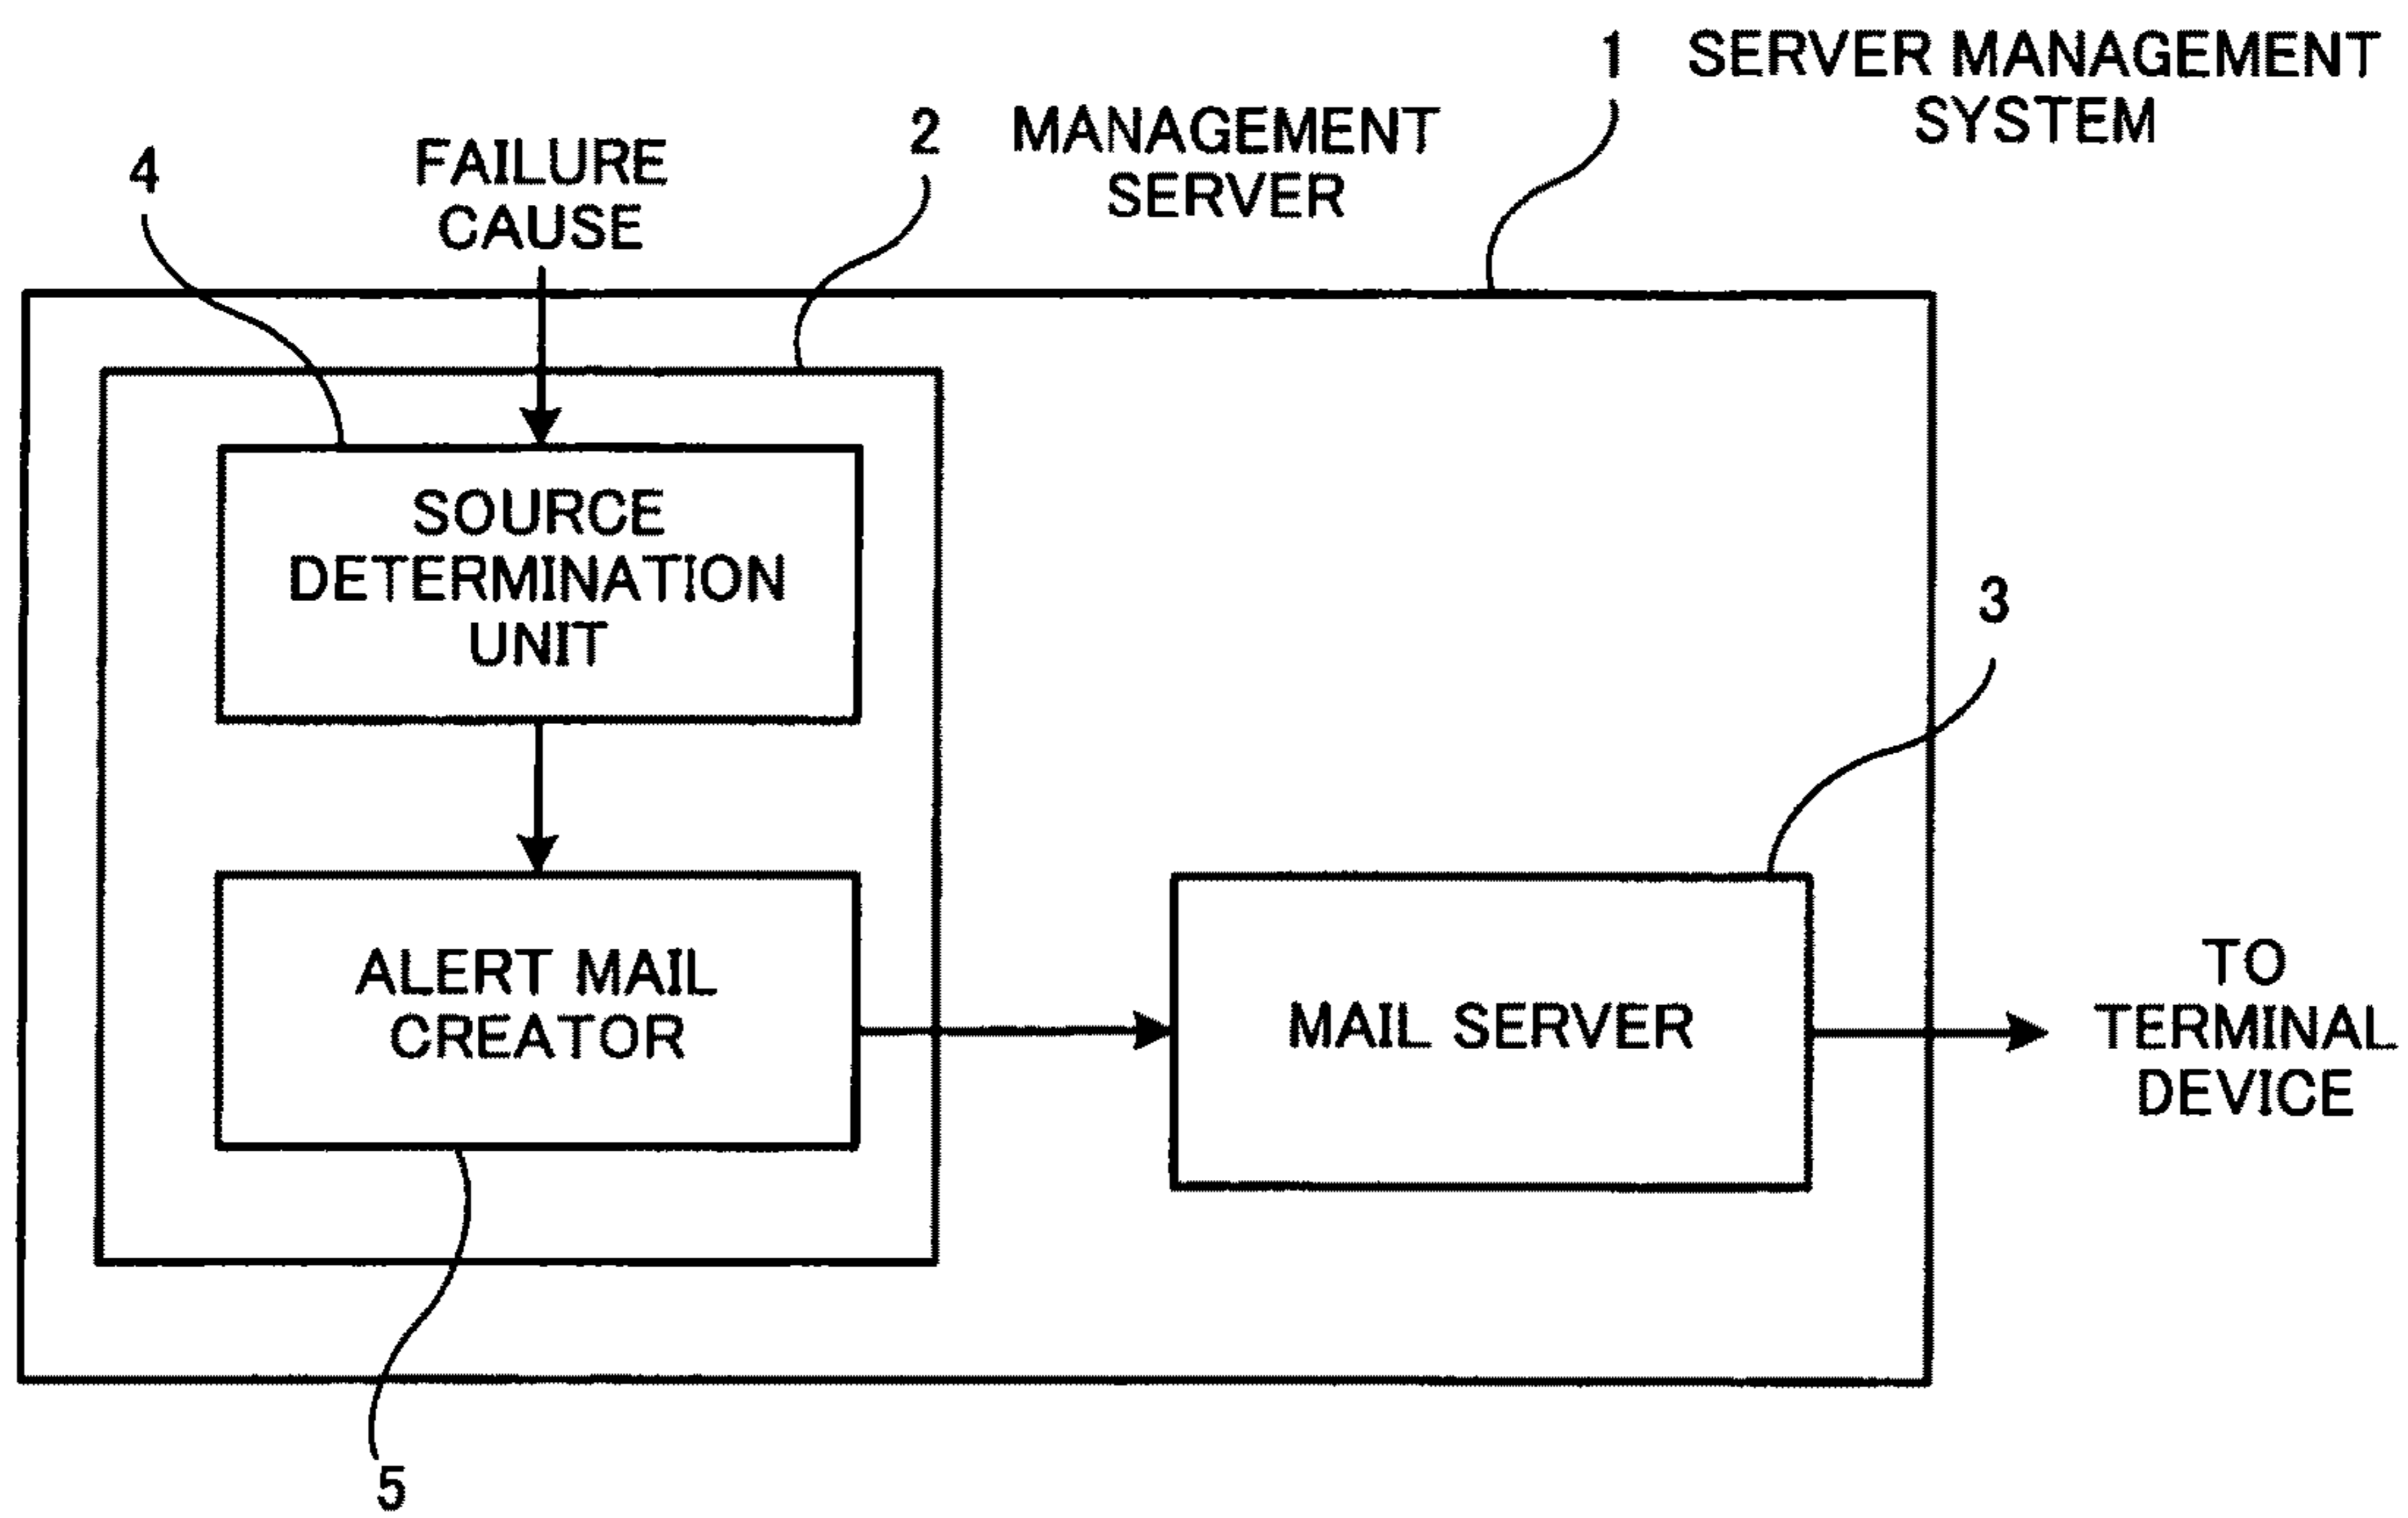 1 SERVER MANAGEMENT
SYSTEM
2 MANAGEMENT
SERVER
FAILURE
CAUSE
4
SOURCE
DETERMINATION
UNIT
3
ALERT MAIL
CREATOR
MAIL SERVER
TO
TERMINAL
DEVICE
5